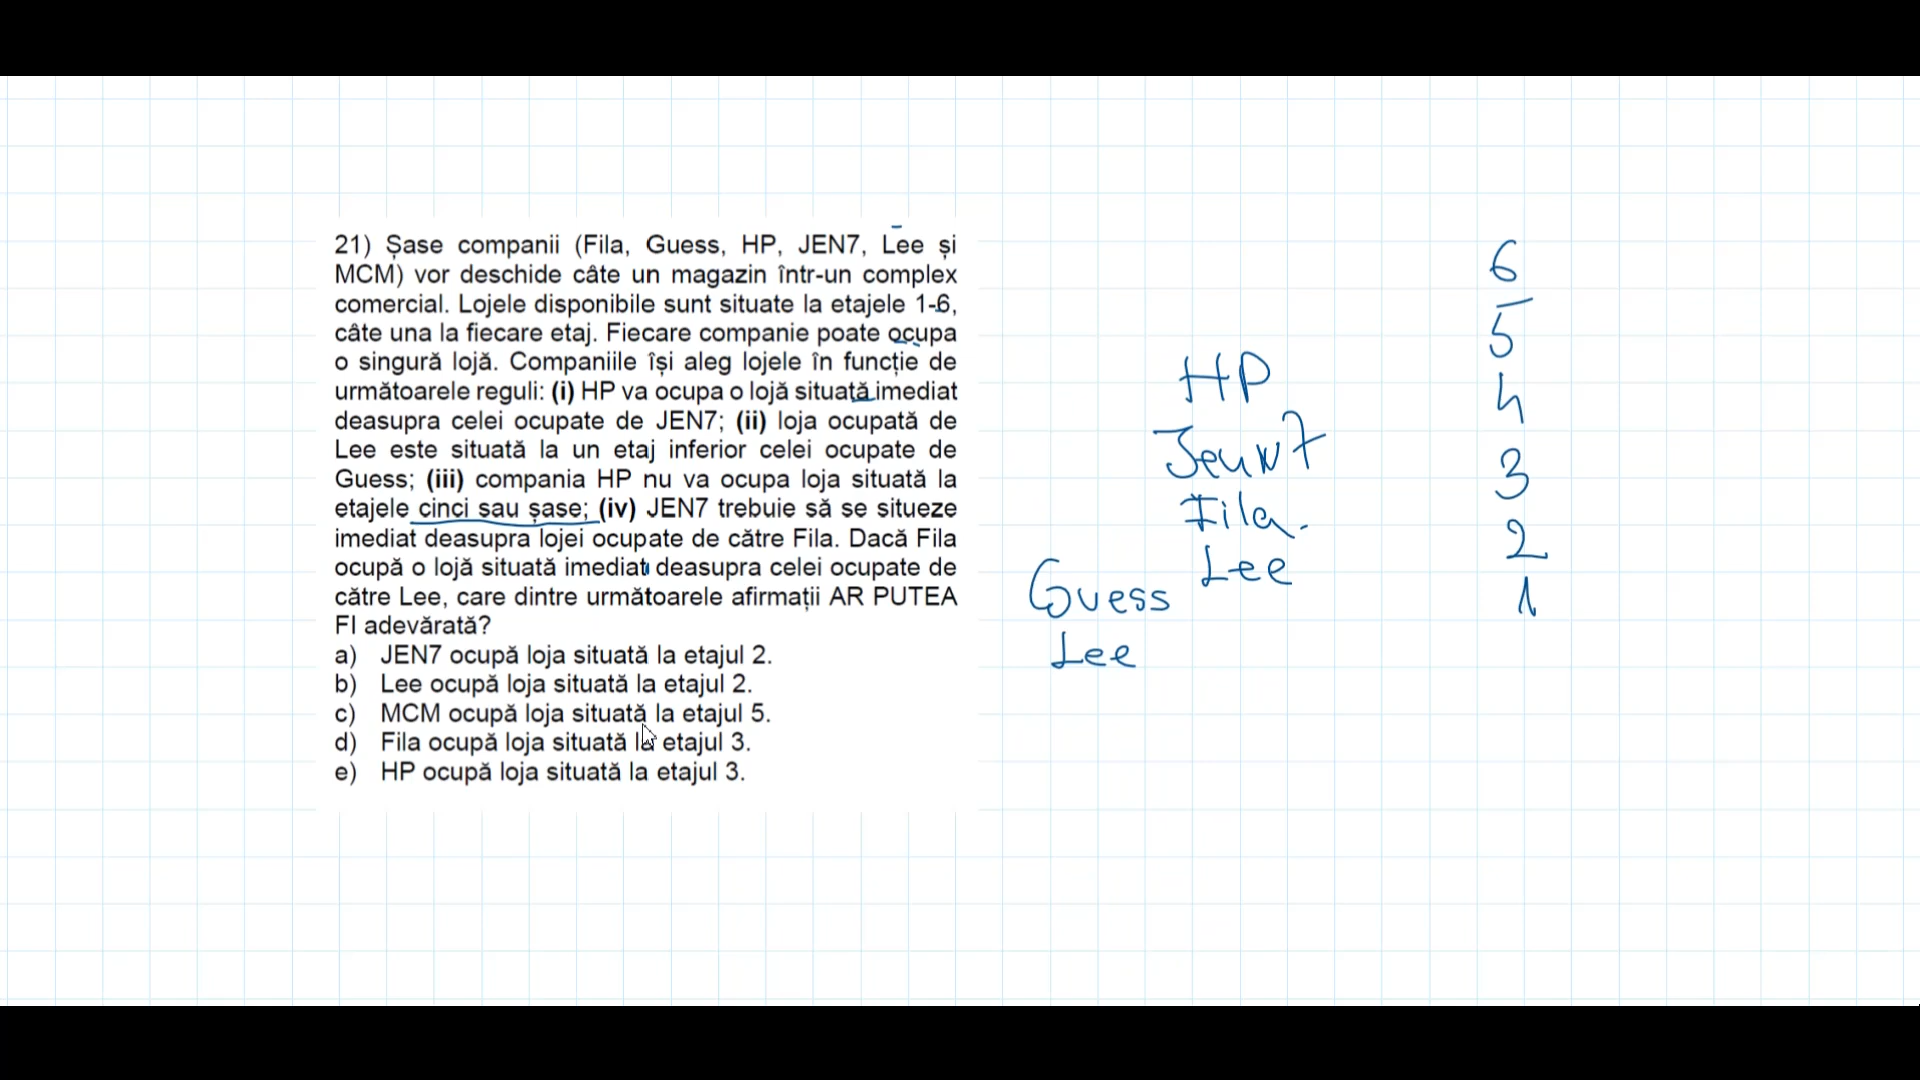 21) Șase companii (Fila, Guess, HP, JEN7, Lee și
MCM) vor deschide câte un magazin într-un complex
comercial. Lojele disponibile sunt situate la etajele 1-6,
câte una la fiecare etaj. Fiecare companie poate ocupa
o singură lojă. Companiile își aleg lojele în funcție de
următoarele reguli: (i) HP va ocupa o lojă situată imediat
deasupra celei ocupate de JEN7; (ii) loja ocupată de
Lee este situată la un etaj inferior celei ocupate de
Guess; (iii) compania HP nu va ocupa loja situată la
etajele cinci sau șase; (iv) JEN7 trebuie să se situeze
imediat deasupra lojei ocupate de către Fila. Dacă Fila
ocupă o lojă situată imediat deasupra celei ocupate de
către Lee, care dintre următoarele afirmații AR PUTEA
FI adevărată?
a) JEN7 ocupă loja situată la etajul 2.
b) Lee ocupă loja situată la etajul 2.
c) MCM ocupă loja situată la etajul 5.
d) Fila ocupă loja situată la etajul 3.
e) HP ocupă loja situată la etajul 3.
HP
Jeun7
Fila.
Lee
Guess
Lee
6
5
4
3
2
1